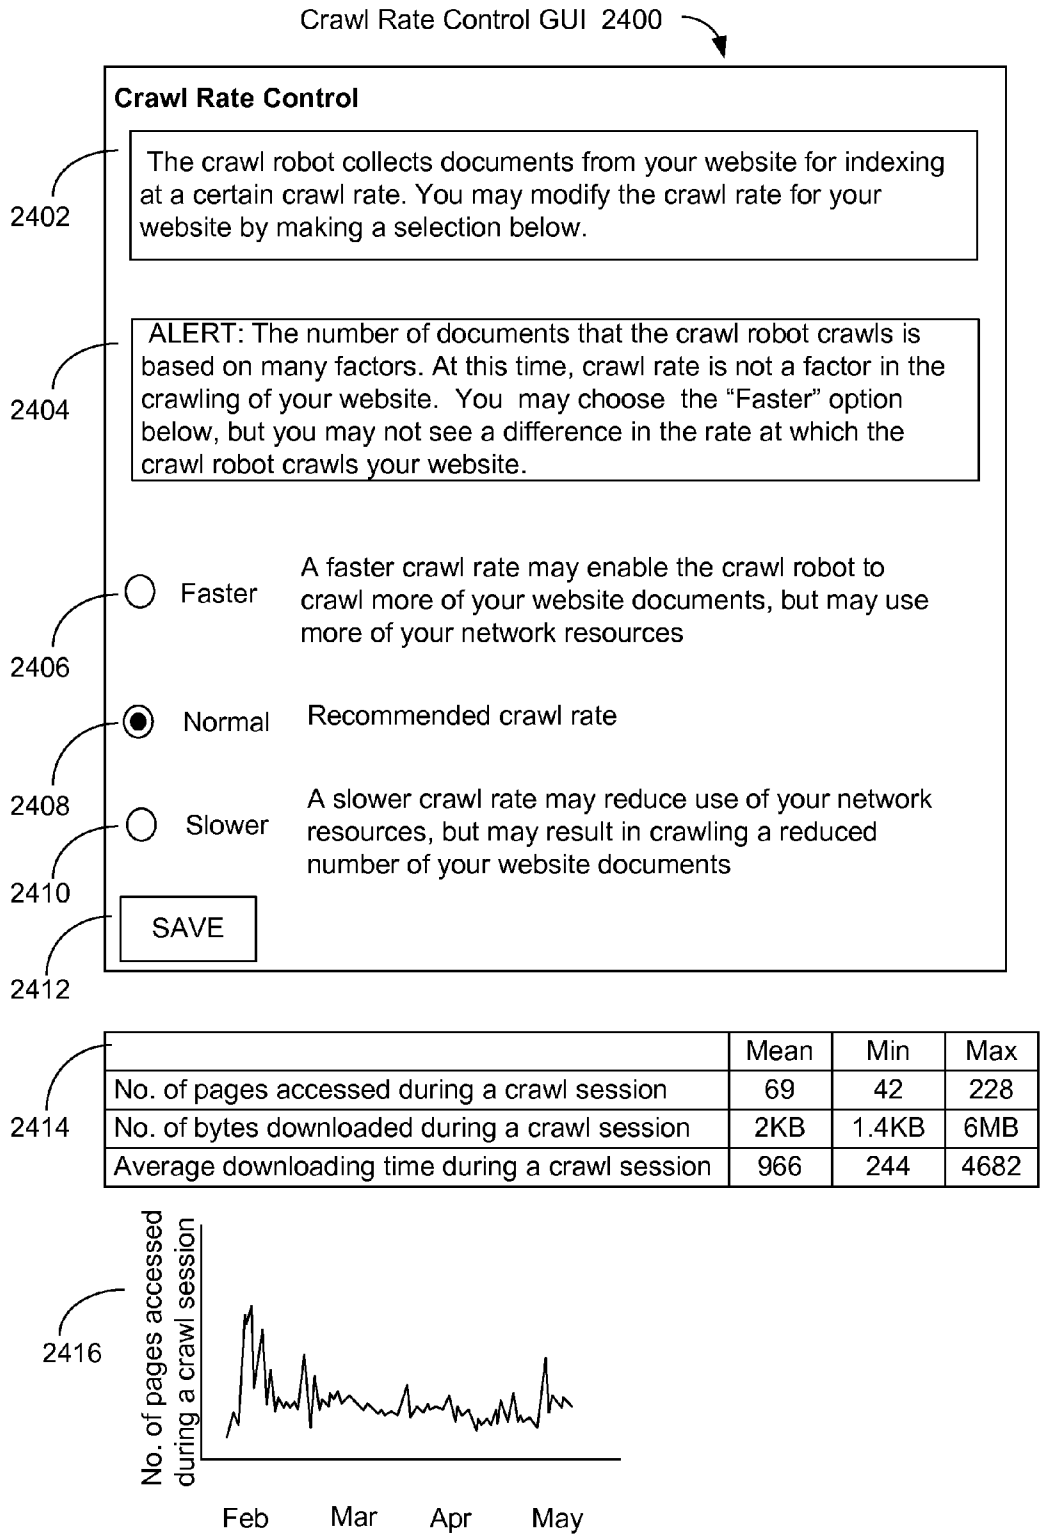 Crawl Rate Control GUI 2400
Crawl Rate Control
The crawl robot collects documents from your website for indexing
at a certain crawl rate. You may modify the crawl rate for your
website by making a selection below.
2402
ALERT: The number of documents that the crawl robot crawls is
based on many factors. At this time, crawl rate is not a factor in the
crawling of your website. You may choose the “Faster” option
below, but you may not see a difference in the rate at which the
crawl robot crawls your website.
2404
Faster
A faster crawl rate may enable the crawl robot to
crawl more of your website documents, but may use
more of your network resources
2406
Normal
Recommended crawl rate
2408
Slower
A slower crawl rate may reduce use of your network
resources, but may result in crawling a reduced
number of your website documents
2410
SAVE
2412
Mean Min Max
No. of pages accessed during a crawl session 69 42 228
No. of bytes downloaded during a crawl session 2KB 1.4KB 6MB
Average downloading time during a crawl session 966 244 4682
2414
No. of pages accessed
during a crawl session
2416
Feb Mar Apr May